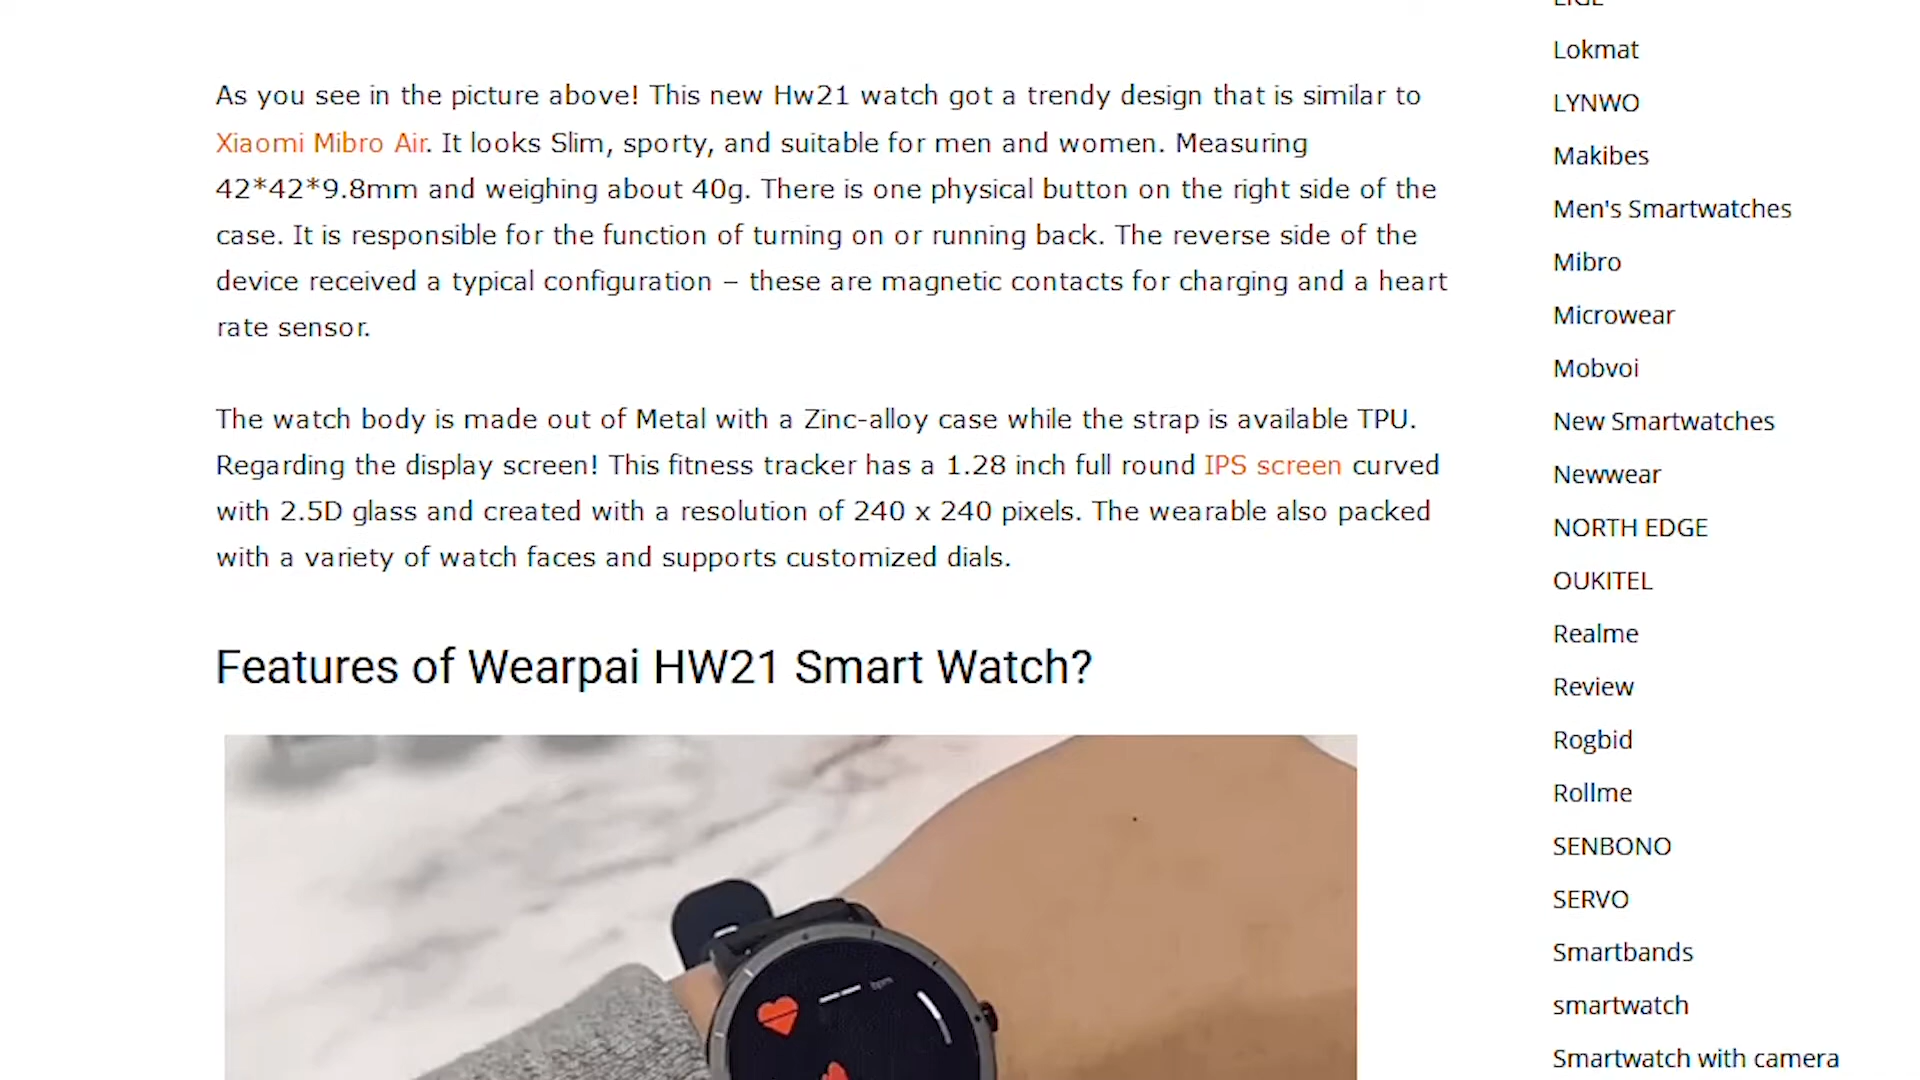 As you see in the picture above! This new Hw21 watch got a trendy design that is similar to
Xiaomi Mibro Air. It looks Slim, sporty, and suitable for men and women. Measuring
42*42*9.8mm and weighing about 40g. There is one physical button on the right side of the
case. It is responsible for the function of turning on or running back. The reverse side of the
device received a typical configuration – these are magnetic contacts for charging and a heart
rate sensor.
The watch body is made out of Metal with a Zinc-alloy case while the strap is available TPU.
Regarding the display screen! This fitness tracker has a 1.28 inch full round IPS screen curved
with 2.5D glass and created with a resolution of 240 x 240 pixels. The wearable also packed
with a variety of watch faces and supports customized dials.
Features of Wearpai HW21 Smart Watch?
bpm
Lokmat
LYNWO
Makibes
Men's Smartwatches
Mibro
Microwear
Mobvoi
New Smartwatches
Newwear
NORTH EDGE
OUKITEL
Realme
Review
Rogbid
Rollme
SENBONO
SERVO
Smartbands
smartwatch
Smartwatch with camera